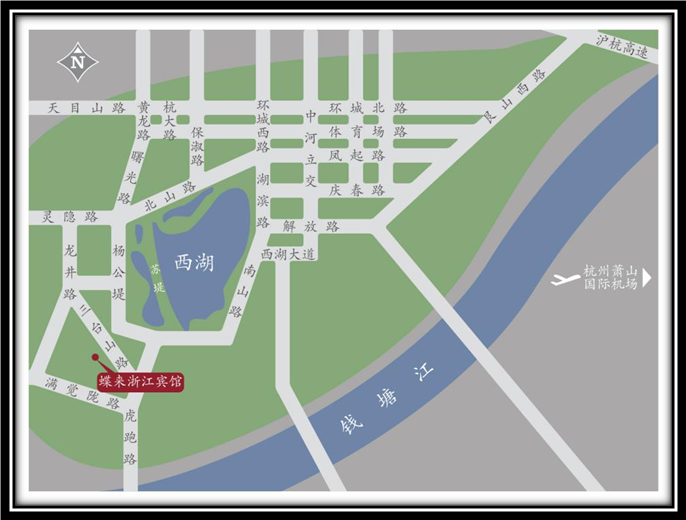 N
沪杭高速
天目山路
黄龙路
杭大路
环城西路
中河立交
环城北路
艮山西路
保淑路
体育场路
曙光路
凤起路
北山路
湖滨路
庆春路
灵隐路
解放路
龙井路
杨公堤
苏堤
西湖
南山路
西湖大道
杭州萧山
国际机场
三台山路
蝶来浙江宾馆
满觉陇路
虎跑路
钱塘江